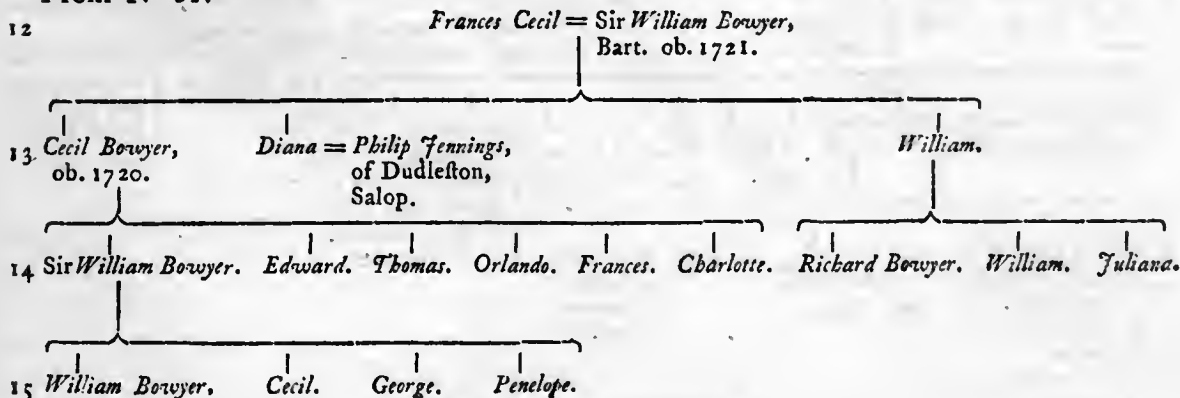 12 Frances Cecil = Sir William Bowyer,
Bart. ob. 1721.
13 Cecil Bowyer, Diana = Philip Jennings, William.
ob. 1720. of Dudleſton,
Salop.
14 Sir William Bowyer. Edward. Thomas. Orlando. Frances. Charlotte. Richard Bowyer. William. Juliana.
15 William Bowyer, Cecil. George. Penelope.